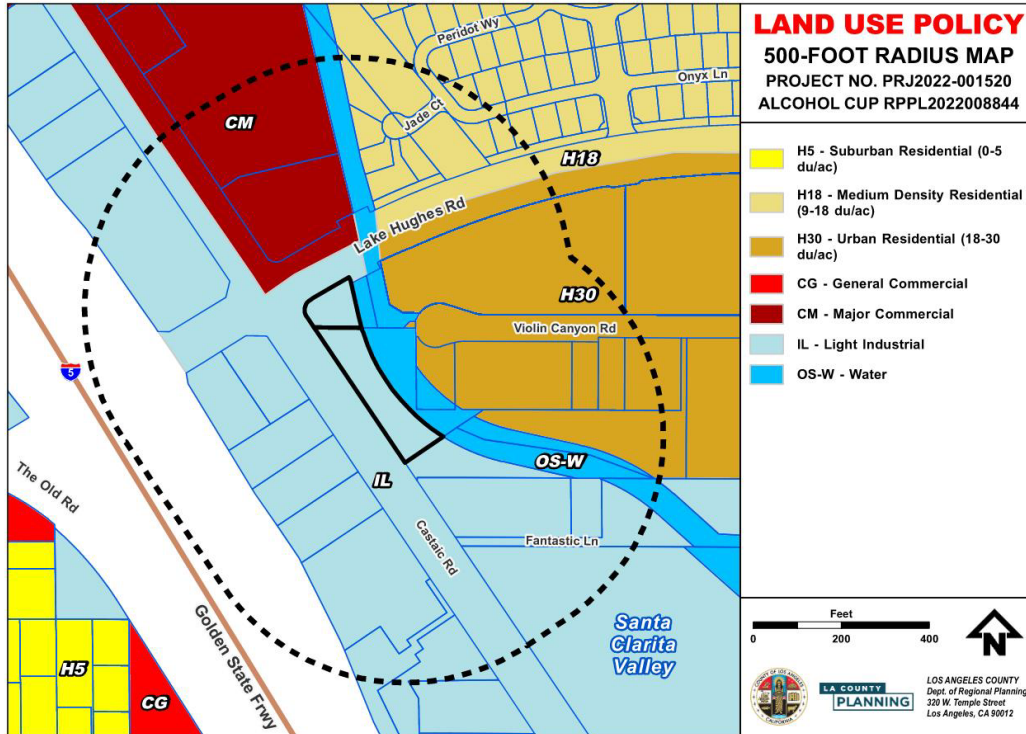 LAND USE POLICY
500-FOOT RADIUS MAP
PROJECT NO. PRJ2022-001520
ALCOHOL CUP RPPL2022008844
H5 - Suburban Residential (0-5
du/ac)
H18 - Medium Density Residential
(9-18 du/ac)
H30 - Urban Residential (18-30
du/ac)
CG - General Commercial
CM - Major Commercial
IL - Light Industrial
OS-W - Water
Peridot Wy
Onyx Ln
Jade Ct
CM
H18
Lake Hughes Rd
H30
Violin Canyon Rd
5
OS-W
IL
The Old Rd
Castaic Rd
Fantastic Ln
Golden State Frwy
Santa
Clarita
Valley
H5
CG
Feet
0 200 400
N
COUNTY OF LOS ANGELES
CALIFORNIA
LA COUNTY
PLANNING
LOS ANGELES COUNTY
Dept. of Regional Planning
320 W. Temple Street
Los Angeles, CA 90012